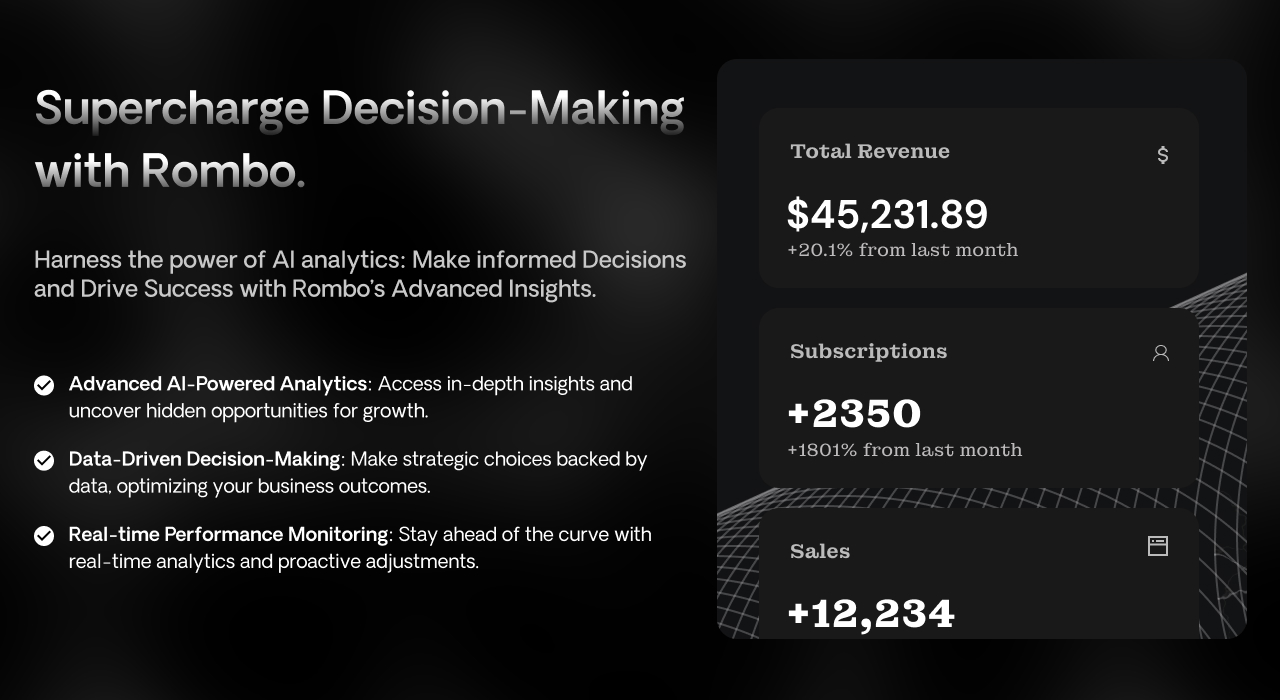 Supercharge Decision-Making
with Rombo.
Harness the power of AI analytics: Make informed Decisions
and Drive Success with Rombo’s Advanced Insights.
Advanced AI-Powered Analytics: Access in-depth insights and
uncover hidden opportunities for growth.
Data-Driven Decision-Making: Make strategic choices backed by
data, optimizing your business outcomes.
Real-time Performance Monitoring: Stay ahead of the curve with
real-time analytics and proactive adjustments.
Total Revenue
$
$45,231.89
+20.1% from last month
Subscriptions
+2350
+1801% from last month
Sales
+12,234